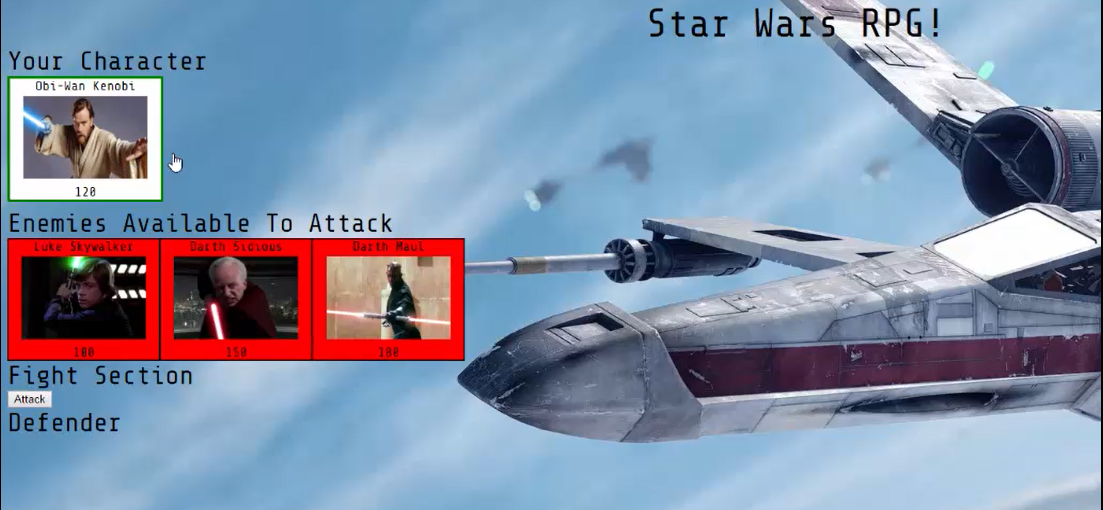 Star Wars RPG!
Your Character
Obi-Wan Kenobi
120
Enemies Available To Attack
Luke Skywalker
Darth Sidious
Darth Maul
100
150
180
Fight Section
Attack
Defender